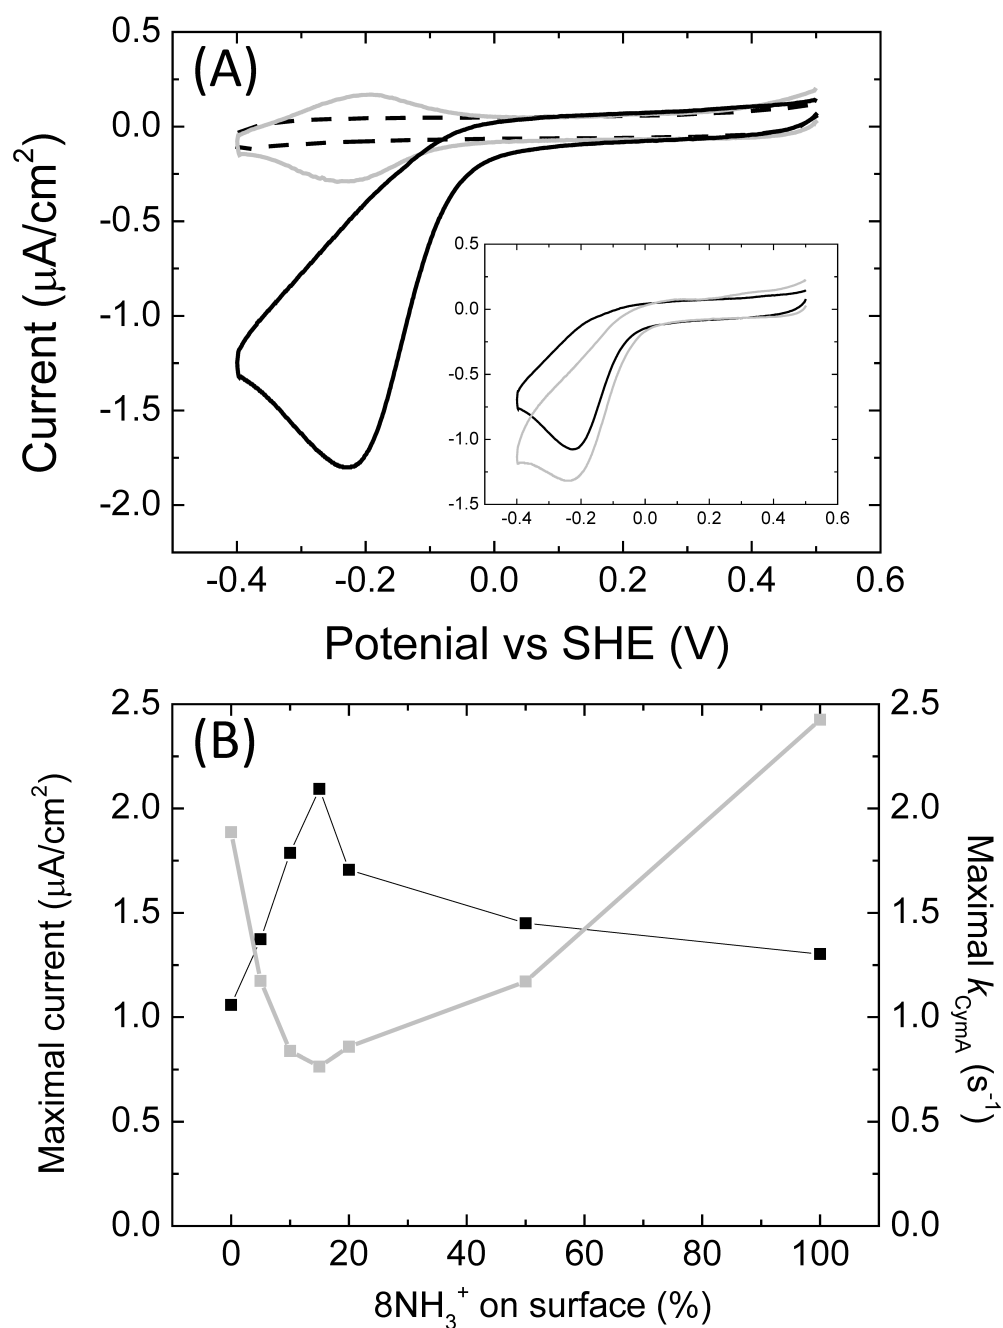 (A)
Current (μA/cm²)
0.5
0.0
-0.5
-1.0
-1.5
-2.0
-0.4 -0.2 0.0 0.2 0.4 0.6
Potenial vs SHE (V)
0.5
0.0
-0.5
-1.0
-1.5
-0.4 -0.2 0.0 0.2 0.4 0.6
(B)
Maximal current (μA/cm²)
2.5
2.0
1.5
1.0
0.5
0.0
2.5
2.0
1.5
1.0
0.5
0.0
Maximal k_CymA (s⁻¹)
0 20 40 60 80 100
8NH₃⁺ on surface (%)